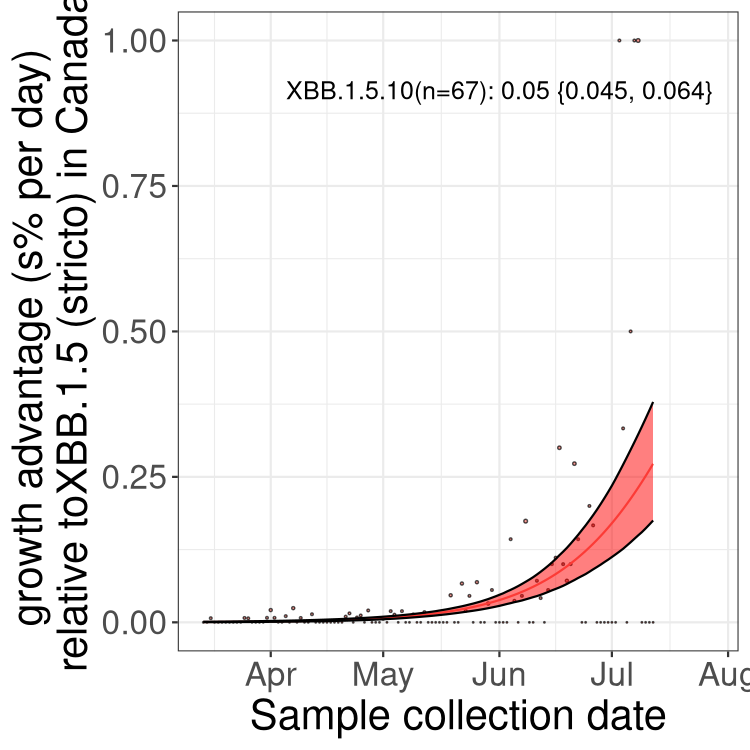 growth advantage (s% per day)
relative toXBB.1.5 (stricto) in Canada
1.00
0.75
0.50
0.25
0.00
XBB.1.5.10(n=67): 0.05 {0.045, 0.064}
Apr May Jun Jul Aug
Sample collection date